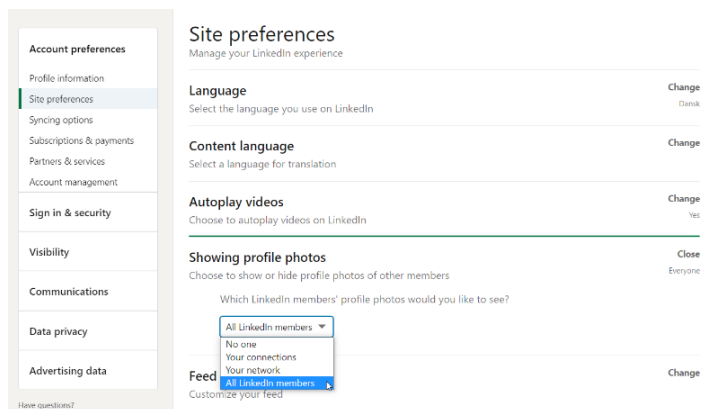 Account preferences
Profile information
Site preferences
Syncing options
Subscriptions & payments
Partners & services
Account management
Sign in & security
Visibility
Communications
Data privacy
Advertising data
Have questions?
Site preferences
Manage your LinkedIn experience
Language
Change
Select the language you use on LinkedIn
Dansk
Content language
Change
Select a language for translation
Autoplay videos
Change
Choose to autoplay videos on LinkedIn
Yes
Showing profile photos
Close
Choose to show or hide profile photos of other members
Everyone
Which LinkedIn members' profile photos would you like to see?
All LinkedIn members
No one
Your connections
Your network
All LinkedIn members
Feed
Change
Customize your feed